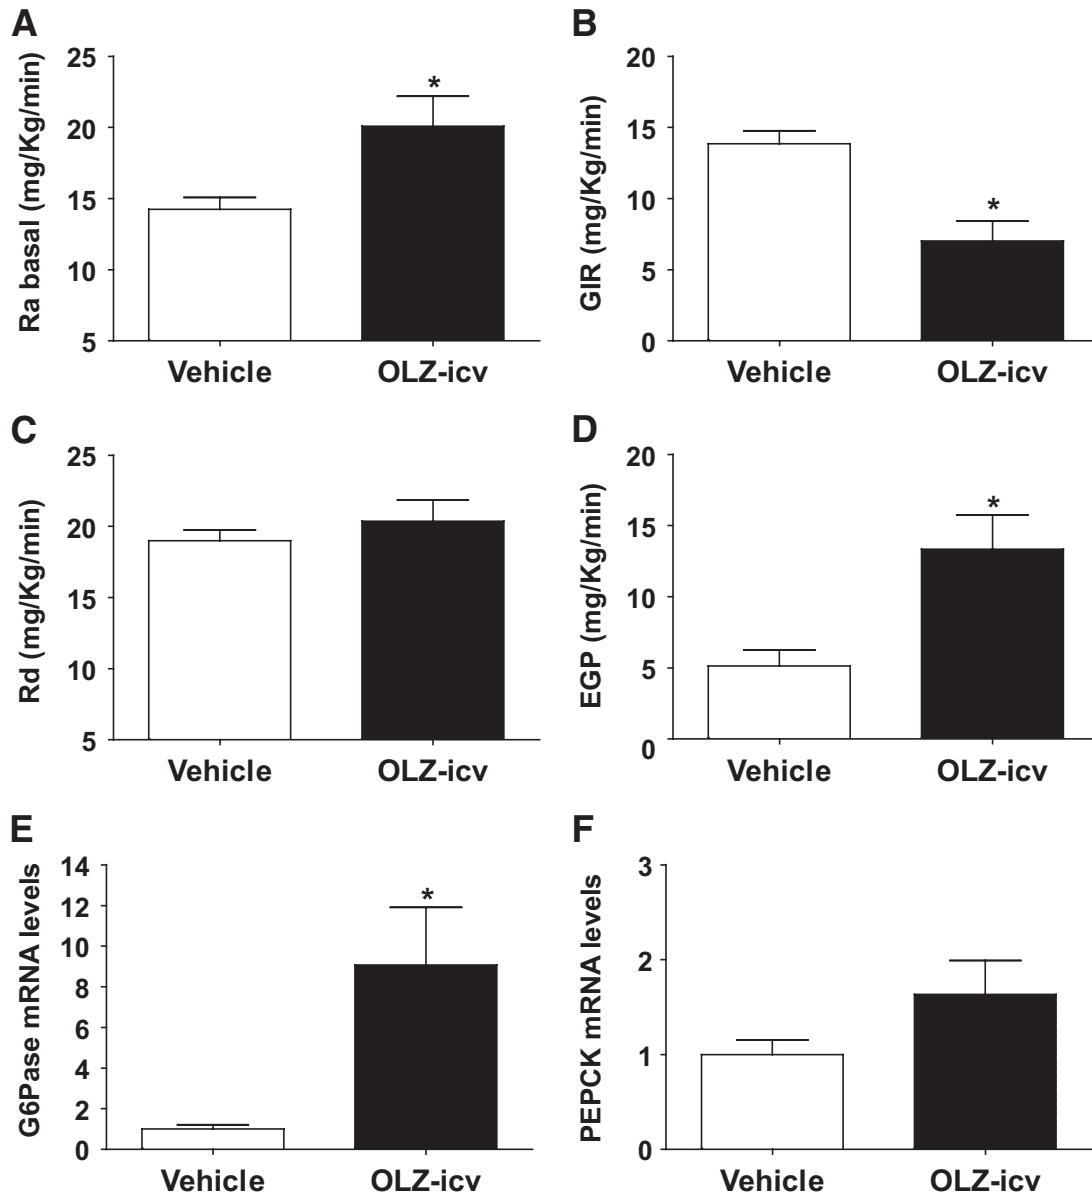 A
Ra basal (mg/Kg/min)
25
20
15
10
5
*
Vehicle
OLZ-icv
B
GIR (mg/Kg/min)
20
15
10
5
0
*
Vehicle
OLZ-icv
C
Rd (mg/Kg/min)
25
20
15
10
5
Vehicle
OLZ-icv
D
EGP (mg/Kg/min)
20
15
10
5
0
*
Vehicle
OLZ-icv
E
G6Pase mRNA levels
14
12
10
8
6
4
2
0
*
Vehicle
OLZ-icv
F
PEPCK mRNA levels
3
2
1
0
Vehicle
OLZ-icv